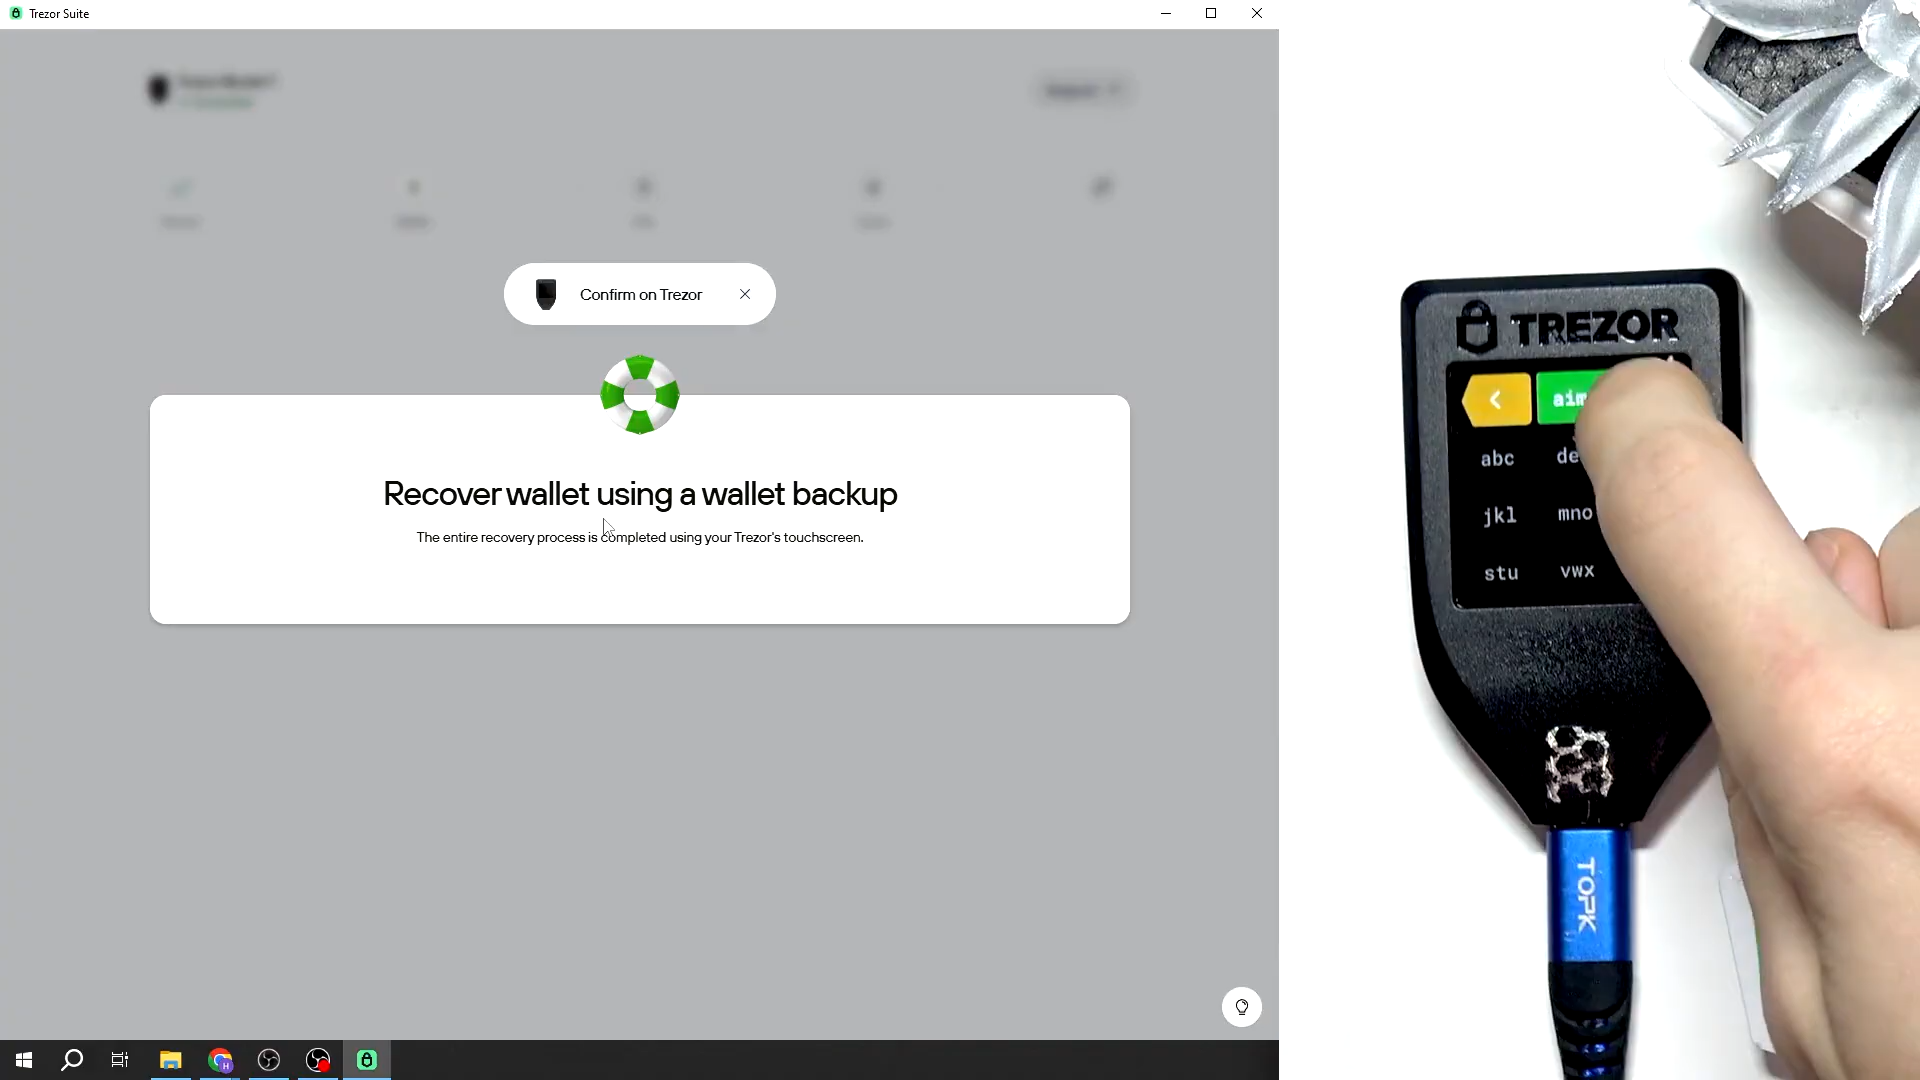 Trezor Suite
Confirm on Trezor
Recover wallet using a wallet backup
The entire recovery process is completed using your Trezor's touchscreen.
TREZOR
abc
jkl
mno
stu
vwx
TOPK